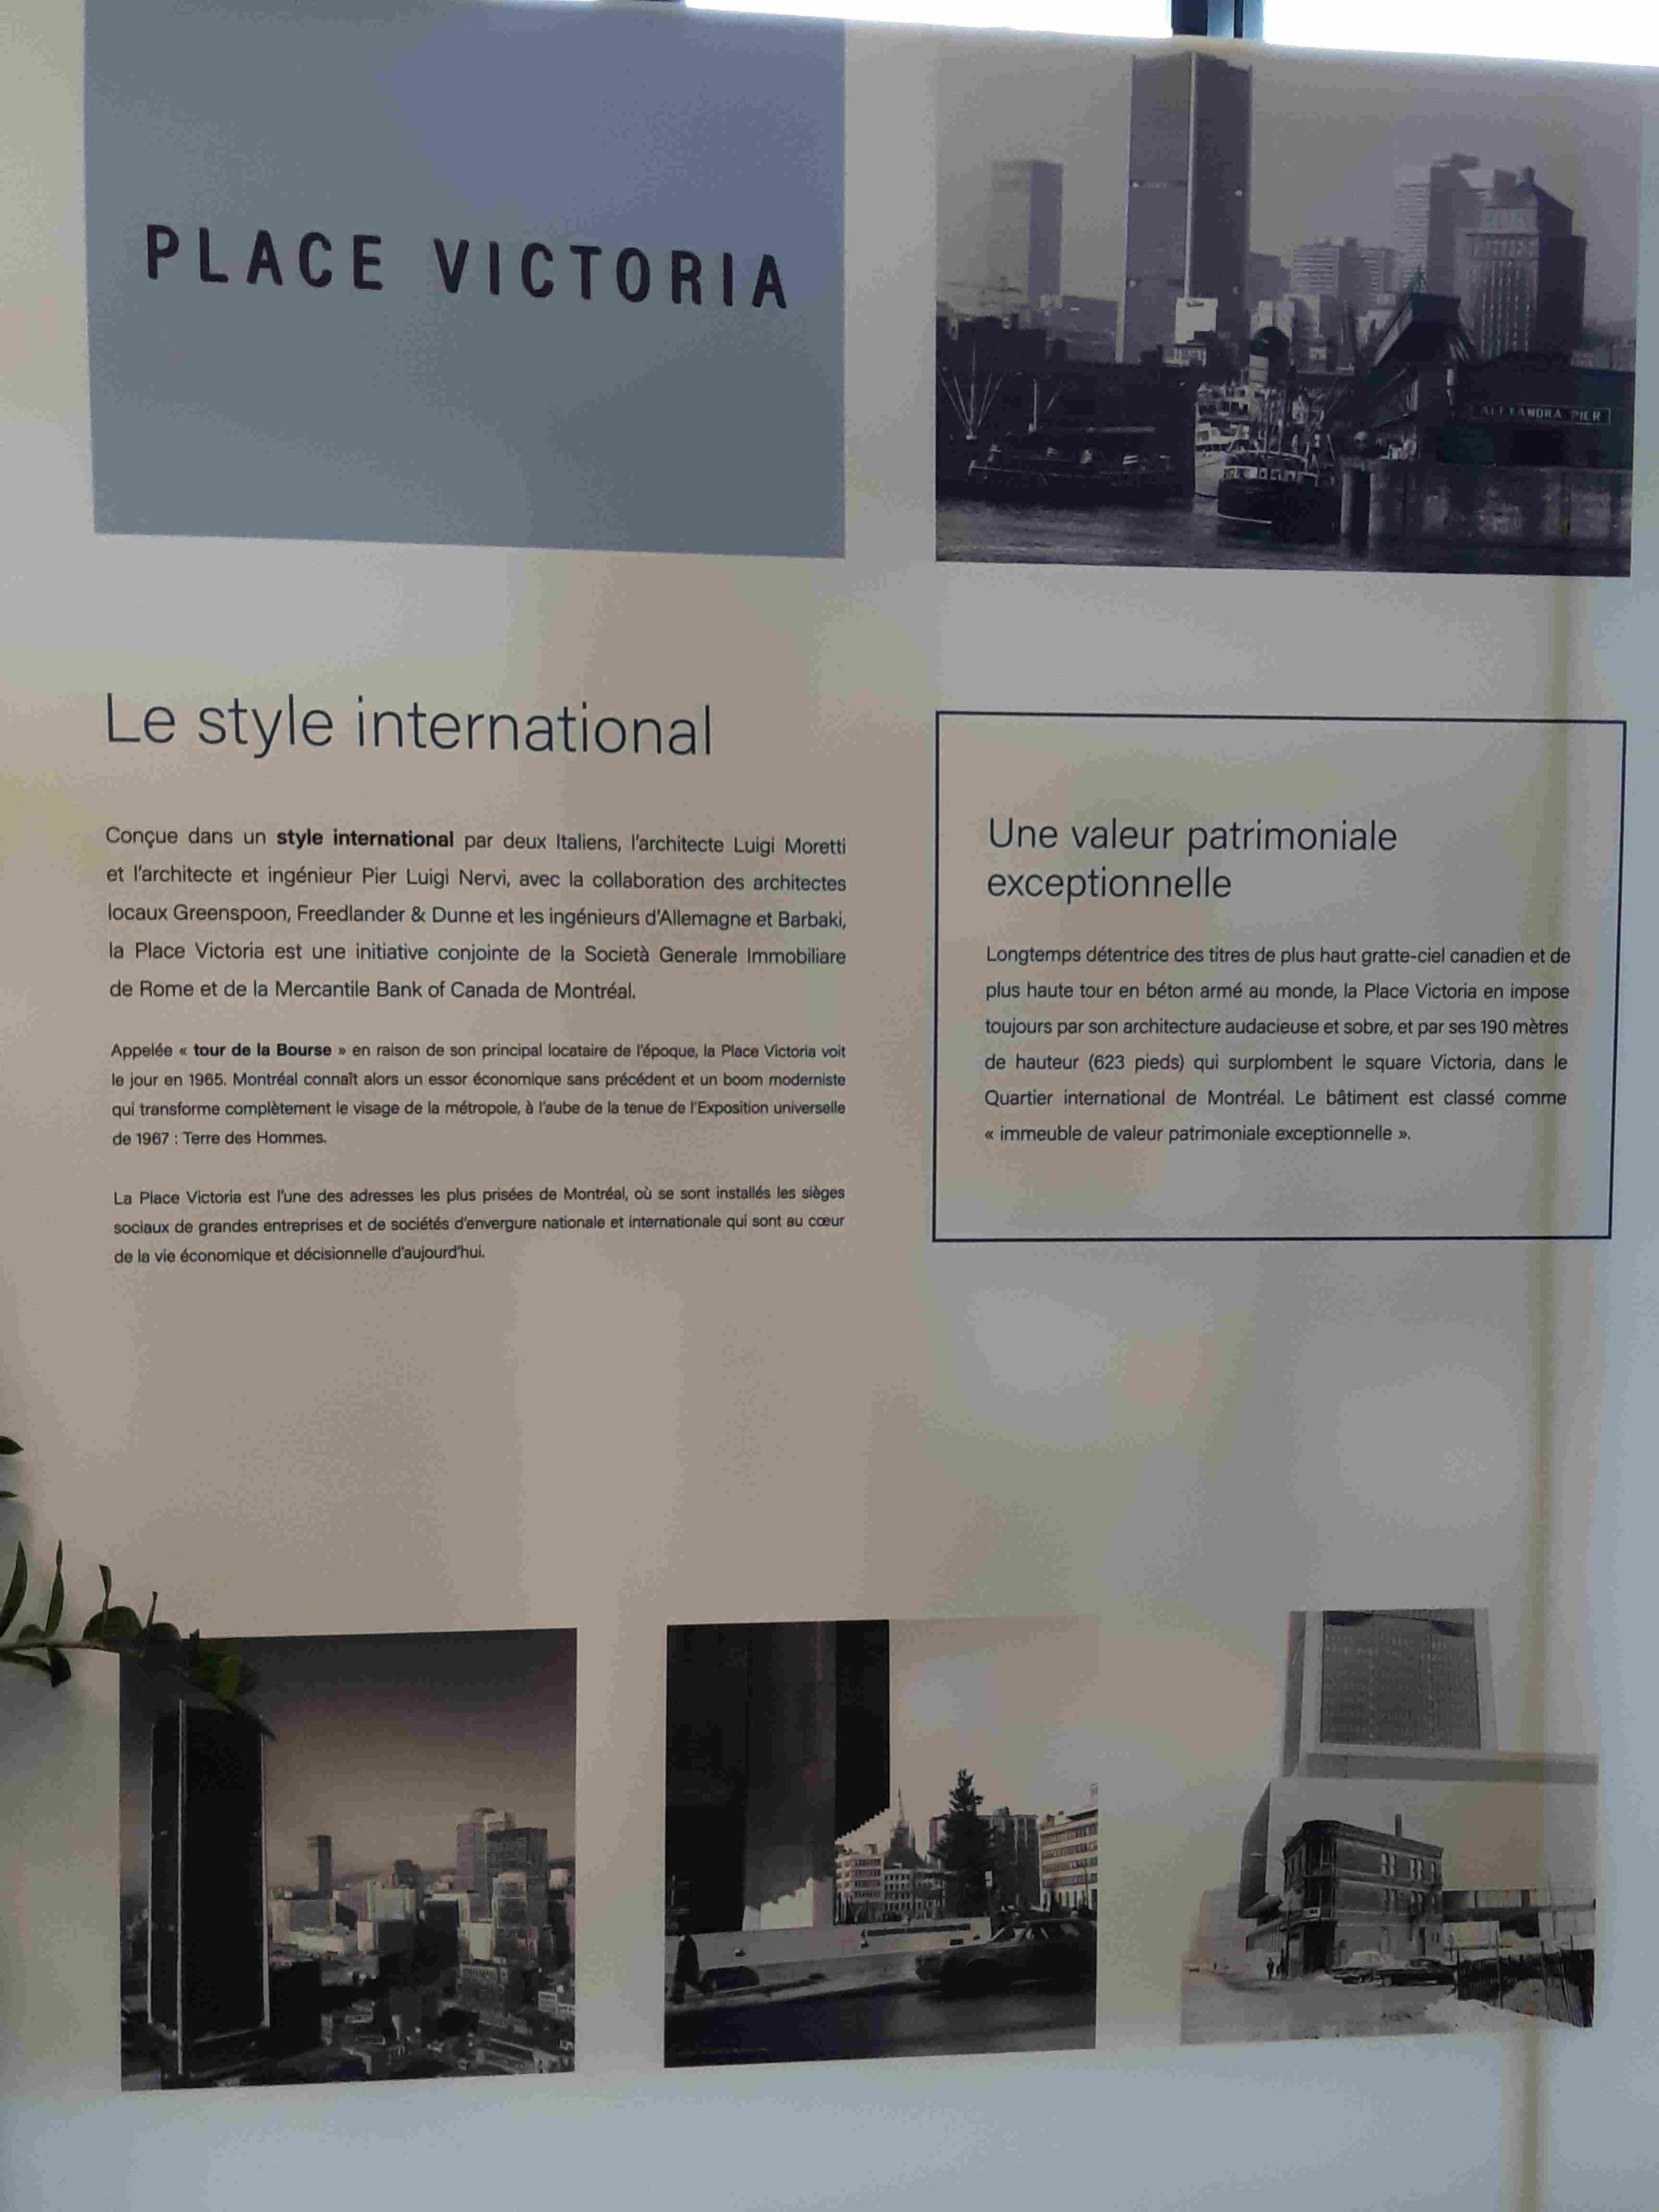 PLACE VICTORIA
ALEXANDRA PIER
Le style international
Conçue dans un style international par deux Italiens, l'architecte Luigi Moretti
et l'architecte et ingénieur Pier Luigi Nervi, avec la collaboration des architectes
locaux Greenspoon, Freedlander & Dunne et les ingénieurs d'Allemagne et Barbaki,
la Place Victoria est une initiative conjointe de la Società Generale Immobiliare
de Rome et de la Mercantile Bank of Canada de Montréal.
Appelée « tour de la Bourse » en raison de son principal locataire de l'époque, la Place Victoria voit
le jour en 1965. Montréal connaît alors un essor économique sans précédent et un boom moderniste
qui transforme complètement le visage de la métropole, à l'aube de la tenue de l'Exposition universelle
de 1967 : Terre des Hommes.
La Place Victoria est l'une des adresses les plus prisées de Montréal, où se sont installés les sièges
sociaux de grandes entreprises et de sociétés d'envergure nationale et internationale qui sont au cœur
de la vie économique et décisionnelle d'aujourd'hui.
Une valeur patrimoniale
exceptionnelle
Longtemps détentrice des titres de plus haut gratte-ciel canadien et de
plus haute tour en béton armé au monde, la Place Victoria en impose
toujours par son architecture audacieuse et sobre, et par ses 190 mètres
de hauteur (623 pieds) qui surplombent le square Victoria, dans le
Quartier international de Montréal. Le bâtiment est classé comme
« immeuble de valeur patrimoniale exceptionnelle ».